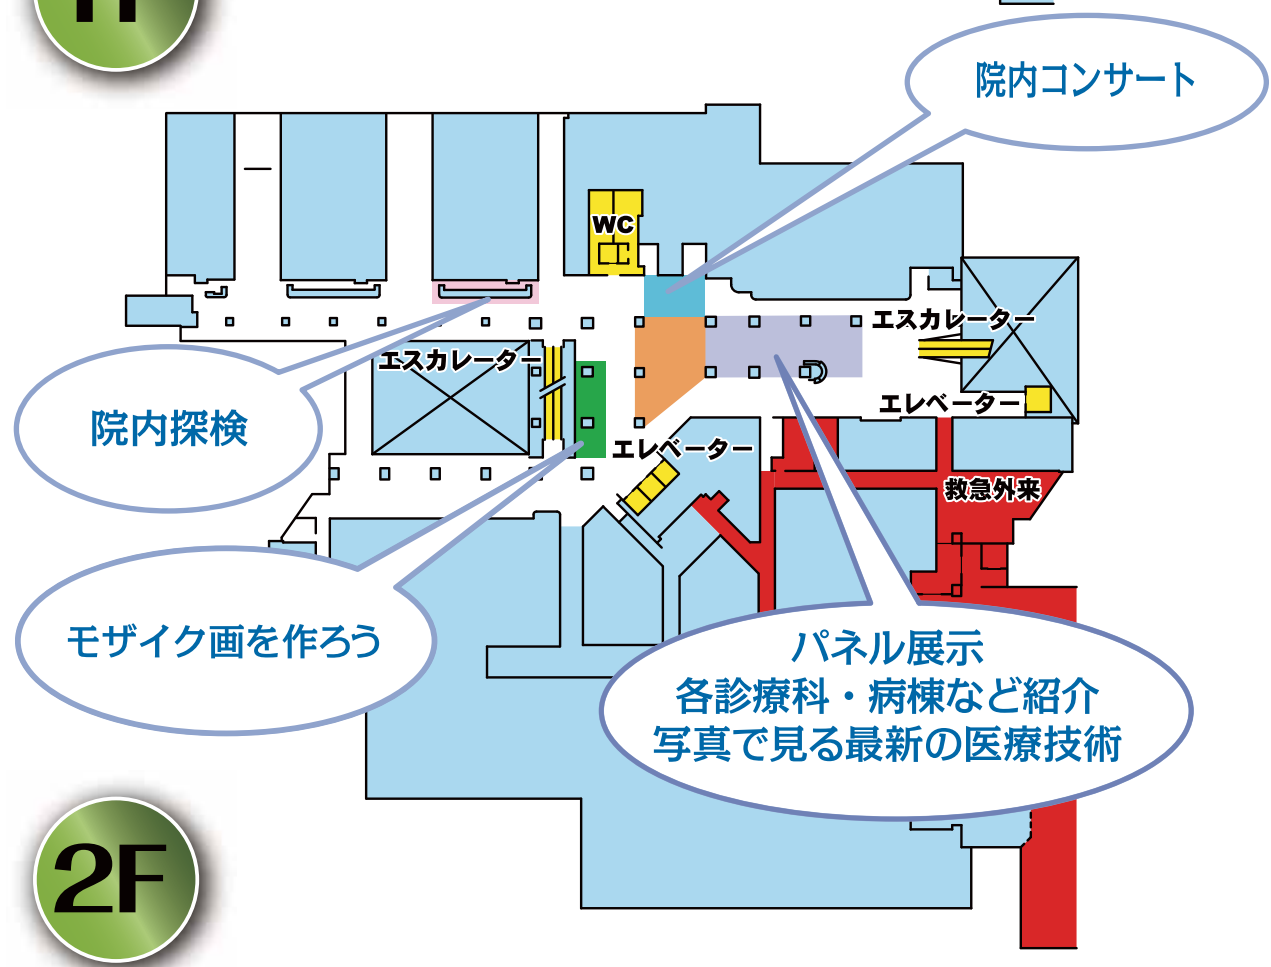 院内コンサート
WC
エスカレーター
エスカレーター
エレベーター
院内探検
エレベーター
救急外来
モザイク画を作ろう
パネル展示
各診療科・病棟など紹介
写真で見る最新の医療技術
2F